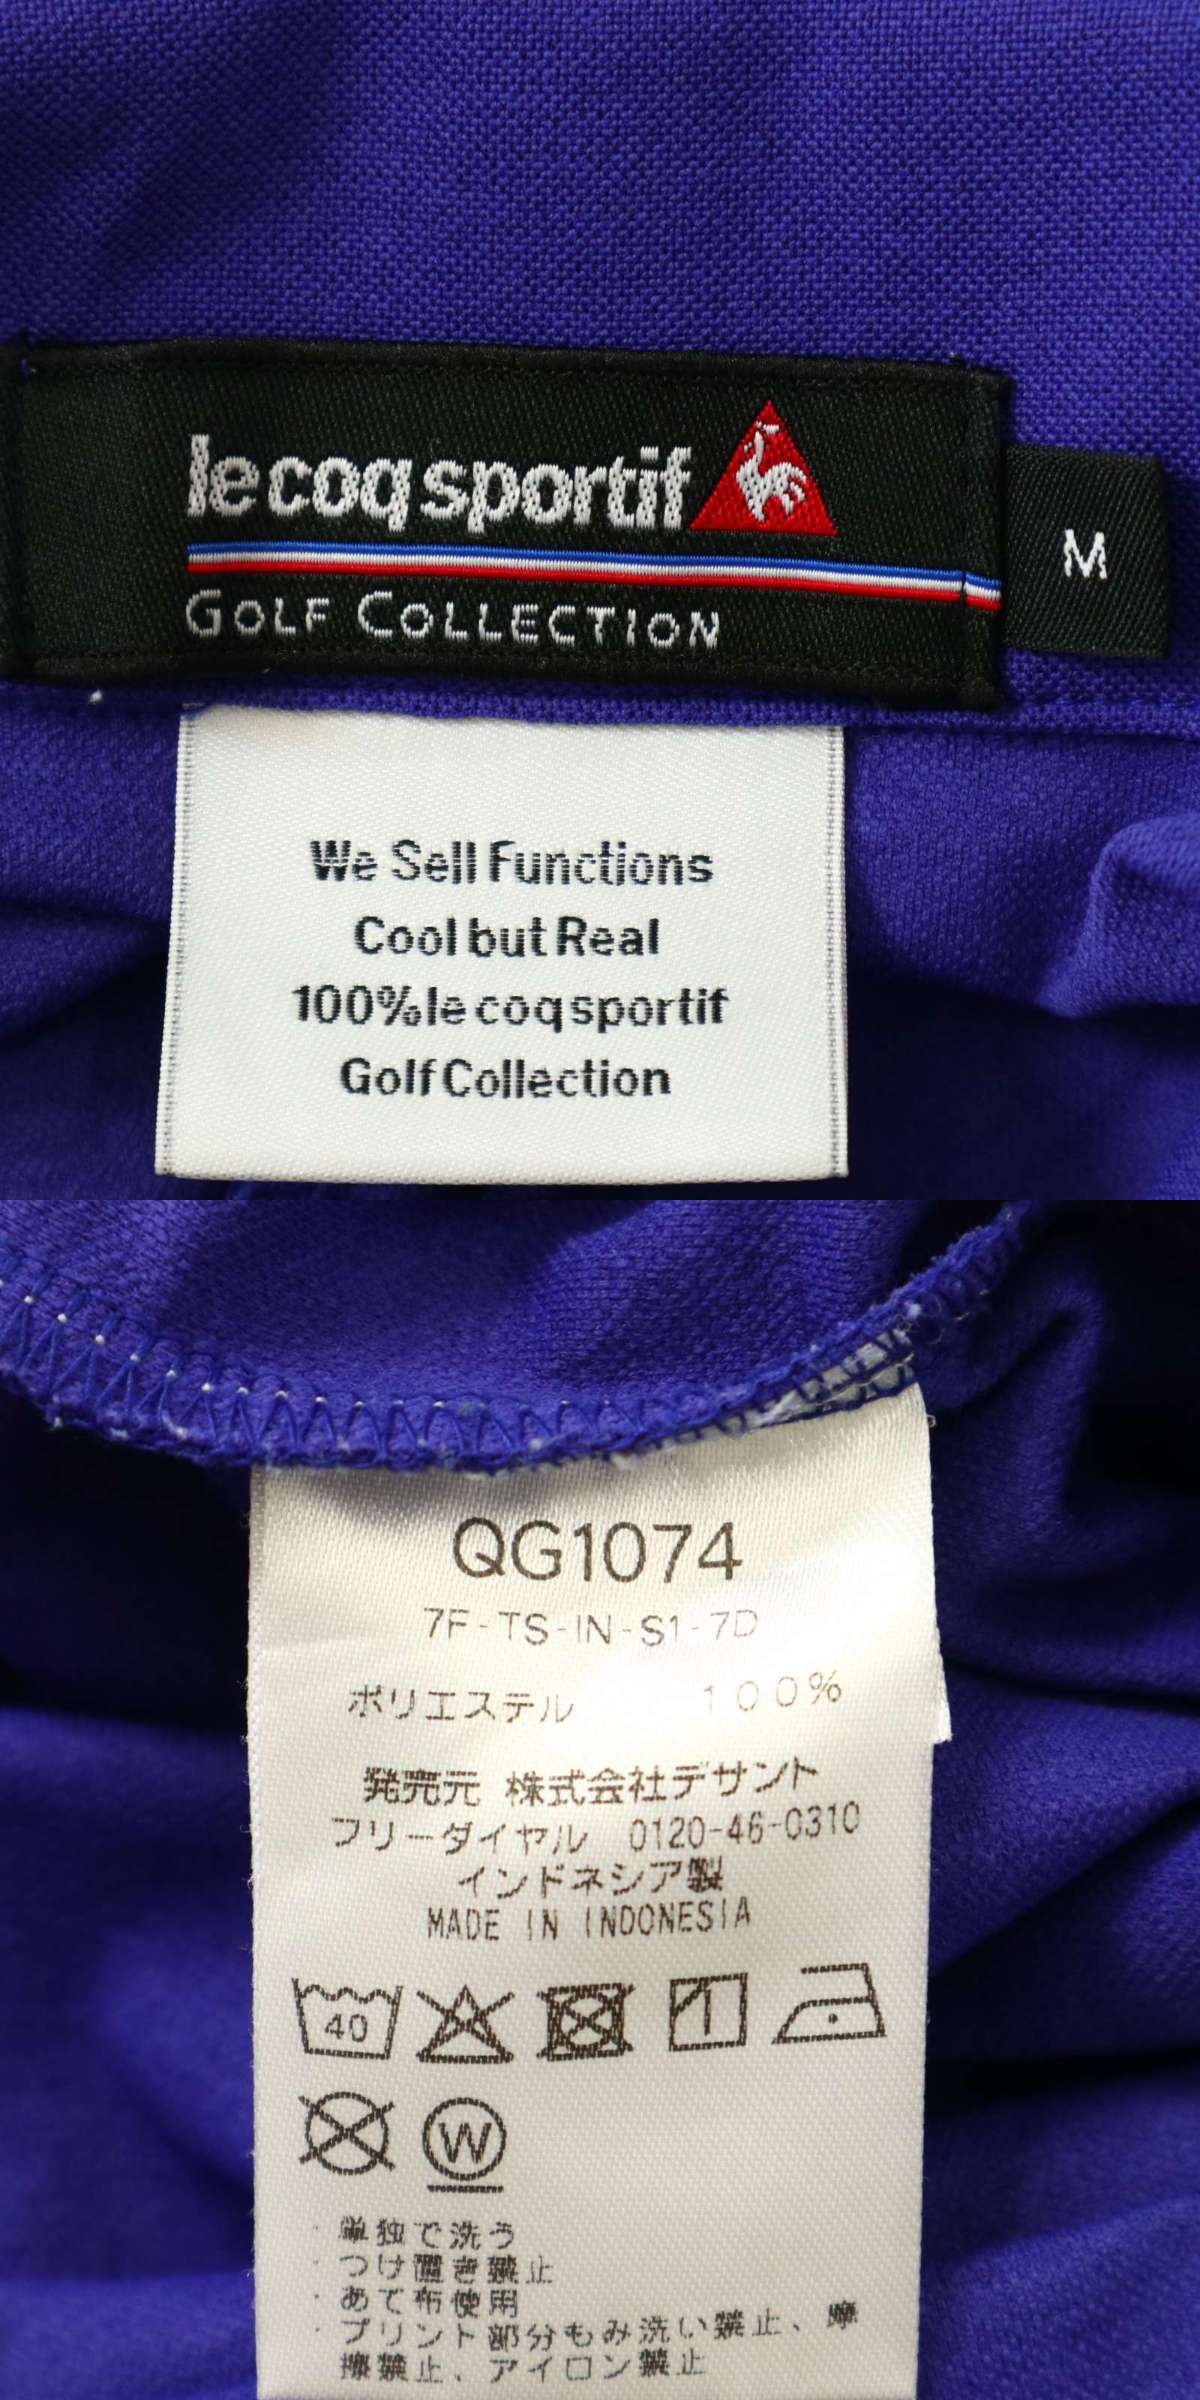 le coq sportif
GOLF COLLECTION
M
We Sell Functions
Cool but Real
100% le coq sportif
Golf Collection
QG1074
7F-TS-IN-S1-7D
ポリエステル 100%
発売元 株式会社デサント
フリーダイヤル 0120-46-0310
インドネシア製
MADE IN INDONESIA
40
W
・単独で洗う
・つけ置き禁止
・あて布使用
・プリント部分もみ洗い禁止、摩
擦禁止、アイロン禁止